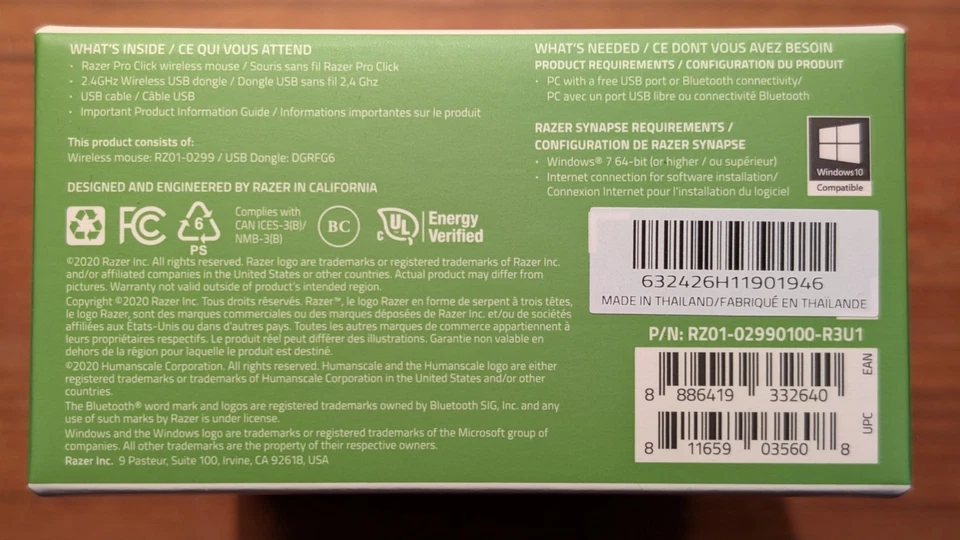 WHAT'S INSIDE / CE QUI VOUS ATTEND
• Razer Pro Click wireless mouse / Souris sans fil Razer Pro Click
• 2.4GHz Wireless USB dongle / Dongle USB sans fil 2,4 Ghz
• USB cable / Câble USB
• Important Product Information Guide / Informations importantes sur le produit
This product consists of:
Wireless mouse: RZ01-0299 / USB Dongle: DGRFG6
DESIGNED AND ENGINEERED BY RAZER IN CALIFORNIA
FC
6
PS
Complies with
CAN ICES-3(B)/
NMB-3(B)
BC
c UL
Energy
Verified
©2020 Razer Inc. All rights reserved. Razer logo are trademarks or registered trademarks of Razer Inc.
and/or affiliated companies in the United States or other countries. Actual product may differ from
pictures. Warranty not valid outside of product's intended region.
Copyright ©2020 Razer Inc. Tous droits réservés. Razer™, le logo Razer en forme de serpent à trois têtes,
le logo Razer, sont des marques commerciales ou des marques déposées de Razer Inc. et/ou de sociétés
affiliées aux États-Unis ou dans d'autres pays. Toutes les autres marques de commerce appartiennent à
leurs propriétaires respectifs. Le produit réel peut différer des illustrations. Garantie non valable en
dehors de la région pour laquelle le produit est destiné.
©2020 Humanscale Corporation. All rights reserved. Humanscale and the Humanscale logo are either
registered trademarks or trademarks of Humanscale Corporation in the United States and/or other
countries.
The Bluetooth® word mark and logos are registered trademarks owned by Bluetooth SIG, Inc. and any
use of such marks by Razer is under license.
Windows and the Windows logo are trademarks or registered trademarks of the Microsoft group of
companies. All other trademarks are the property of their respective owners.
Razer Inc. 9 Pasteur, Suite 100, Irvine, CA 92618, USA
WHAT'S NEEDED / CE DONT VOUS AVEZ BESOIN
PRODUCT REQUIREMENTS / CONFIGURATION DU PRODUIT
• PC with a free USB port or Bluetooth connectivity/
PC avec un port USB libre ou connectivité Bluetooth
RAZER SYNAPSE REQUIREMENTS /
CONFIGURATION DE RAZER SYNAPSE
• Windows® 7 64-bit (or higher / ou supérieur)
• Internet connection for software installation/
Connexion Internet pour l'installation du logiciel
Windows 10
Compatible
632426H11901946
MADE IN THAILAND/FABRIQUÉ EN THAÏLANDE
P/N: RZ01-02990100-R3U1
8 886419 332640
EAN
8 11659 03560 8
UPC